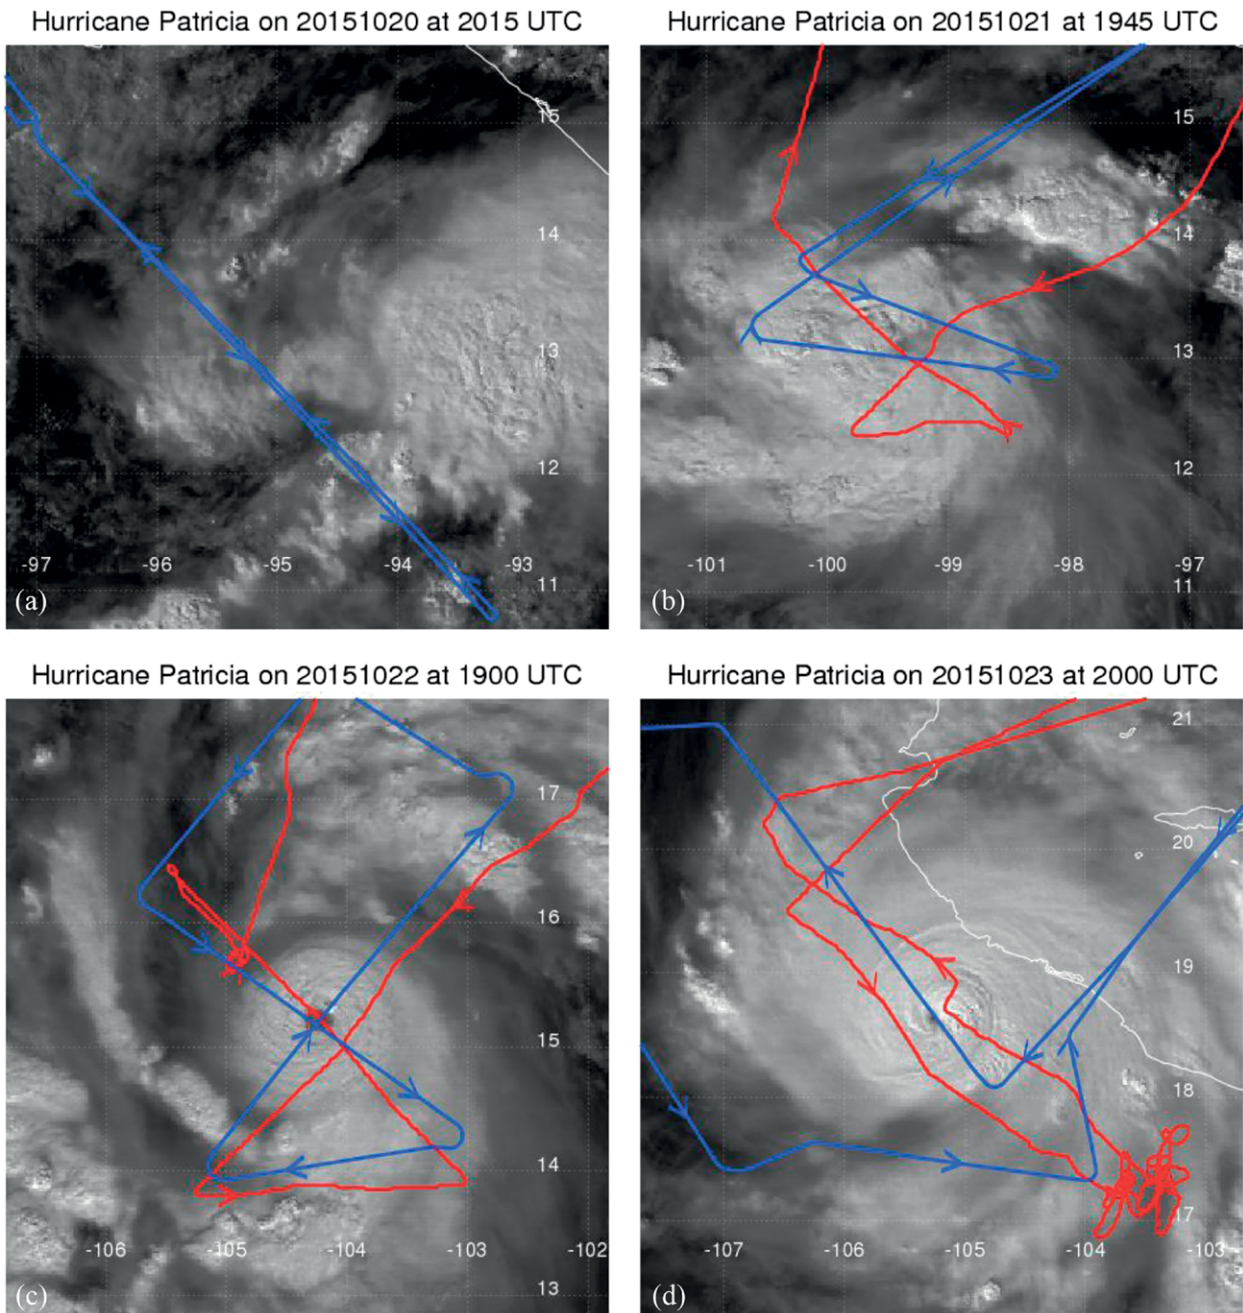 Hurricane Patricia on 20151020 at 2015 UTC
Hurricane Patricia on 20151021 at 1945 UTC
15
14
13
12
-97 -96 -95 -94 -93
11
(a)
15
14
13
12
-101 -100 -99 -98 -97
11
(b)
Hurricane Patricia on 20151022 at 1900 UTC
Hurricane Patricia on 20151023 at 2000 UTC
17
16
15
14
-106 -105 -104 -103 -102
13
(c)
21
20
19
18
17
-107 -106 -105 -104 -103
(d)